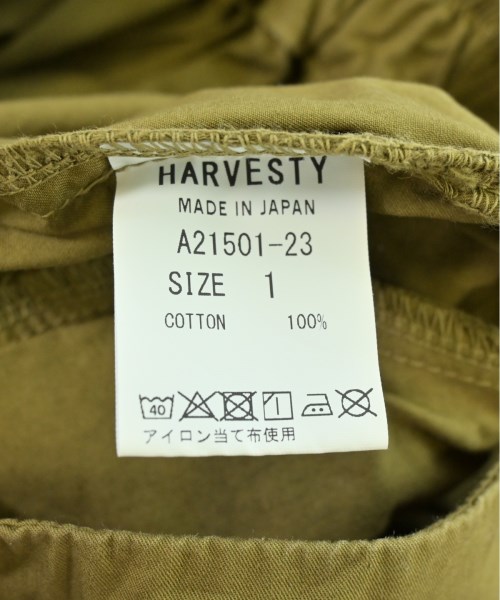 HARVESTY
MADE IN JAPAN
A21501-23
SIZE 1
COTTON 100%
40
アイロン当て布使用